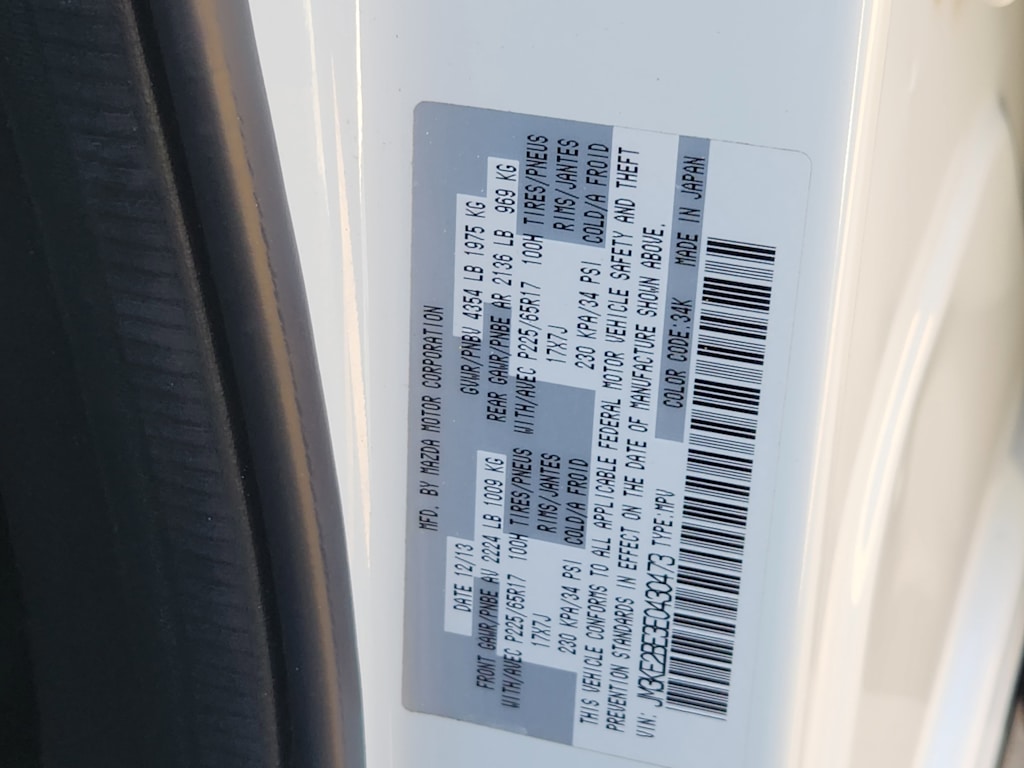 MFD. BY MAZDA MOTOR CORPORATION
DATE 12/13 GVWR/PNBV 4354 LB 1975 KG
FRONT GAWR/PNBE AV 2224 LB 1009 KG REAR GAWR/PNBE AR 2136 LB 969 KG
WITH/AVEC P225/65R17 100H TIRES/PNEUS WITH/AVEC P225/65R17 100H TIRES/PNEUS
17X7J RIMS/JANTES 17X7J RIMS/JANTES
230 KPA/34 PSI COLD/A FROID 230 KPA/34 PSI COLD/A FROID
THIS VEHICLE CONFORMS TO ALL APPLICABLE FEDERAL MOTOR VEHICLE SAFETY AND THEFT
PREVENTION STANDARDS IN EFFECT ON THE DATE OF MANUFACTURE SHOWN ABOVE.
VIN: JM3KE2BE3E0430473 TYPE:MPV COLOR CODE:34K MADE IN JAPAN